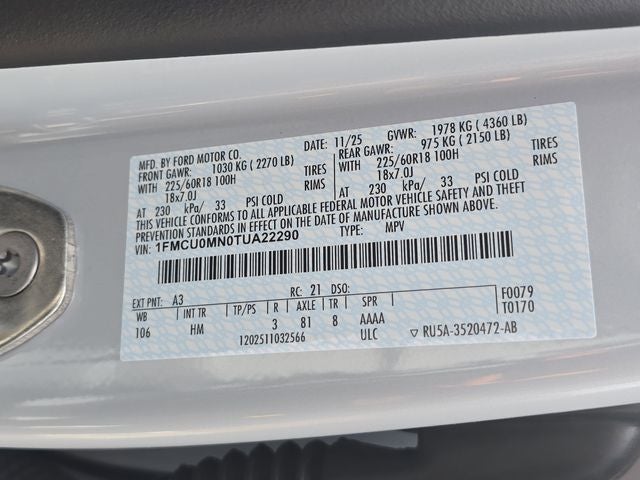 MFD. BY FORD MOTOR CO. 11/25 GVWR: 1978 KG ( 4360 LB)
FRONT GAWR: 1030 KG ( 2270 LB) REAR GAWR: 975 KG ( 2150 LB)
WITH 225/60R18 100H TIRES WITH 225/60R18 100H TIRES
18x7.0J RIMS 18x7.0J RIMS
AT 230 kPa/ 33 PSI COLD AT 230 kPa/ 33 PSI COLD
THIS VEHICLE CONFORMS TO ALL APPLICABLE FEDERAL MOTOR VEHICLE SAFETY AND THEFT
PREVENTION STANDARDS IN EFFECT ON THE DATE OF MANUFACTURE SHOWN ABOVE.
VIN: 1FMCU0MN0TUA22290 TYPE: MPV
EXT PNT: A3 RC: 21 DSO: F0079
WB INT TR TP/PS R AXLE TR SPR T0170
106 HM 3 81 8 AAAA
1202511032566 ULC ▽ RU5A-3520472-AB